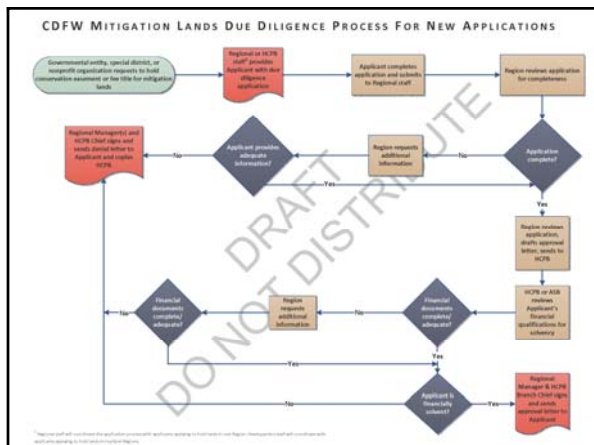 CDFW MITIGATION LANDS DUE DILIGENCE PROCESS FOR NEW APPLICATIONS
Governmental entity, special district, or
nonprofit organization requests to hold
conservation easement or fee title for mitigation
lands
Regional or HCPB
staff¹ provides
Applicant with due
diligence
application
Applicant completes
application and submits
to Regional staff
Region reviews application
for completeness
Regional Manager(s) and
HCPB Chief signs and
sends denial letter to
Applicant and copies
HCPB
No
Applicant provides
adequate
information?
Region requests
additional
information
No
Application
complete?
Yes
Yes
Region reviews
application,
drafts approval
letter, sends to
HCPB
HCPB or ASB
reviews
Applicant's
financial
qualifications for
solvency
No
Financial
documents
complete/
adequate?
Region
requests
additional
information
No
Financial
documents
complete/
adequate?
Yes
Yes
No
Applicant is
financially
solvent?
Yes
Regional
Manager & HCPB
Branch Chief signs
and sends
approval letter to
Applicant
DRAFT
DO NOT DISTRIBUTE